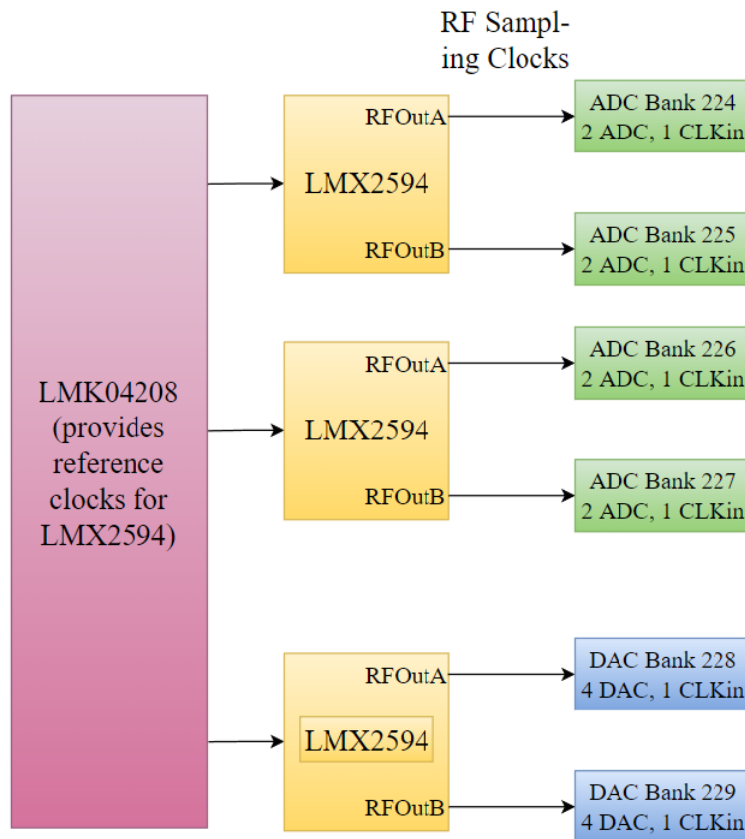 RF Sampl-
ing Clocks
LMK04208
(provides
reference
clocks for
LMX2594)
RFOutA
LMX2594
RFOutB
ADC Bank 224
2 ADC, 1 CLKin
ADC Bank 225
2 ADC, 1 CLKin
RFOutA
LMX2594
RFOutB
ADC Bank 226
2 ADC, 1 CLKin
ADC Bank 227
2 ADC, 1 CLKin
RFOutA
LMX2594
RFOutB
DAC Bank 228
4 DAC, 1 CLKin
DAC Bank 229
4 DAC, 1 CLKin